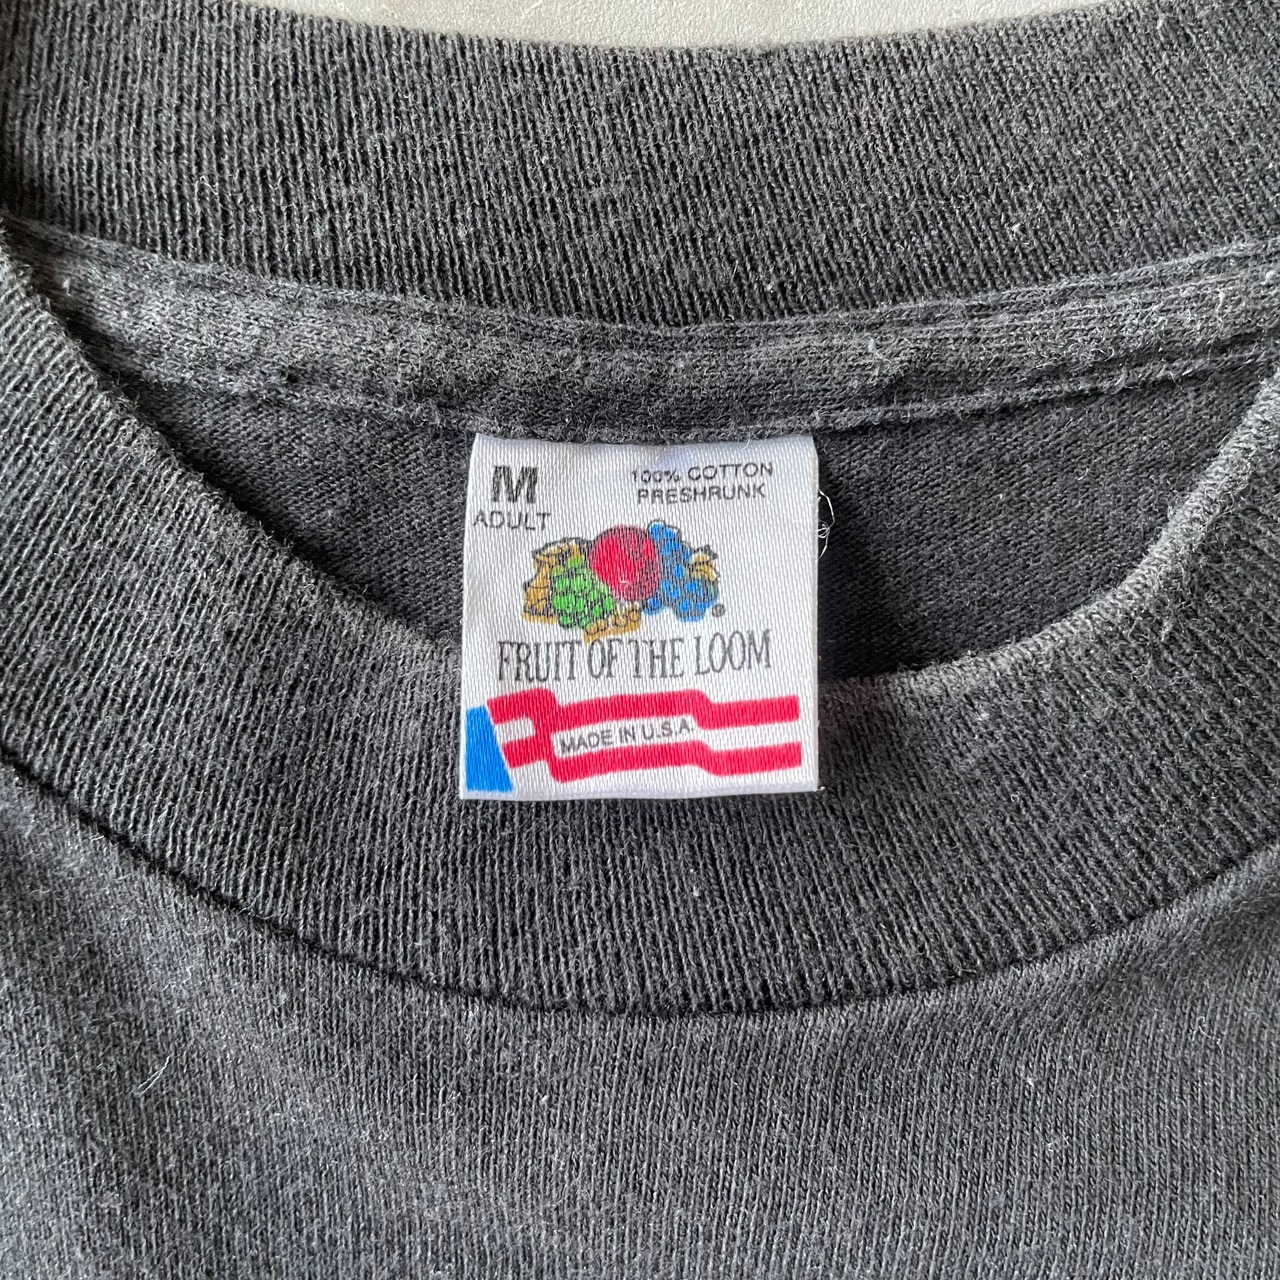 M
ADULT
100% COTTON
PRESHRUNK
®
FRUIT OF THE LOOM
MADE IN U.S.A.